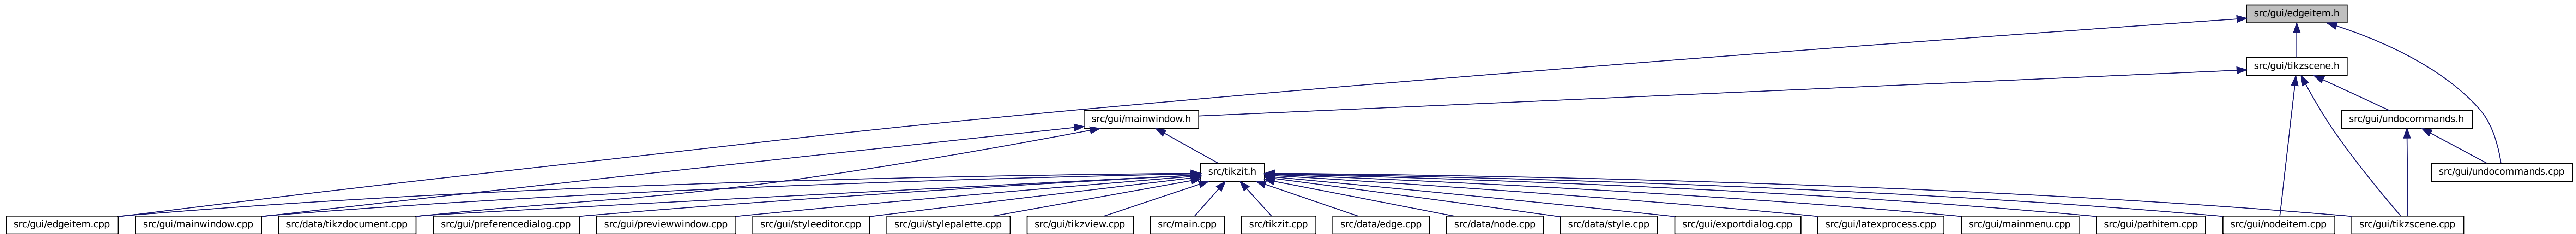 src/gui/edgeitem.h
src/gui/tikzscene.h
src/gui/mainwindow.h
src/gui/undocommands.h
src/tikzit.h
src/gui/undocommands.cpp
src/gui/edgeitem.cpp
src/gui/mainwindow.cpp
src/data/tikzdocument.cpp
src/gui/preferencedialog.cpp
src/gui/previewwindow.cpp
src/gui/styleeditor.cpp
src/gui/stylepalette.cpp
src/gui/tikzview.cpp
src/main.cpp
src/tikzit.cpp
src/data/edge.cpp
src/data/node.cpp
src/data/style.cpp
src/gui/exportdialog.cpp
src/gui/latexprocess.cpp
src/gui/mainmenu.cpp
src/gui/pathitem.cpp
src/gui/nodeitem.cpp
src/gui/tikzscene.cpp